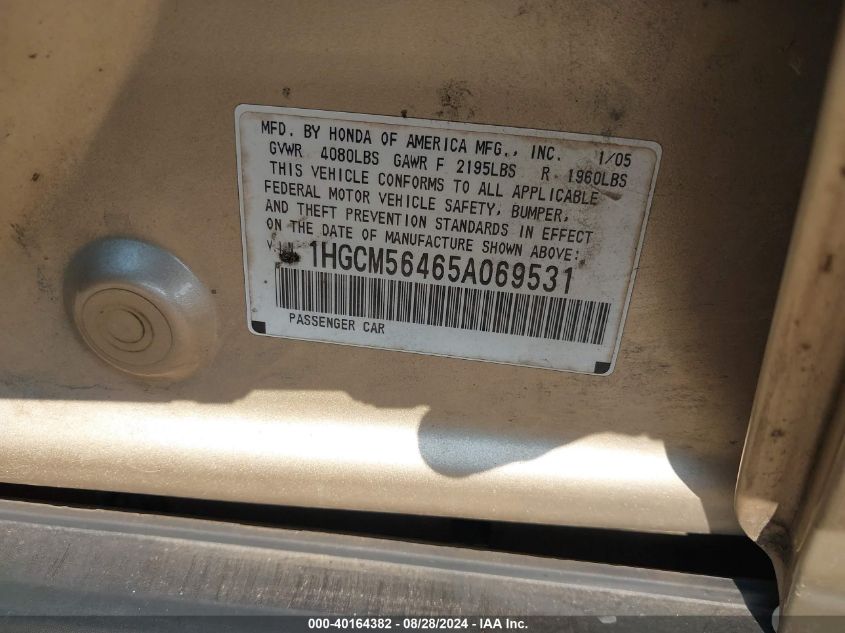 MFD. BY HONDA OF AMERICA MFG., INC. 1/05
GVWR 4080LBS GAWR F 2195LBS R 1960LBS
THIS VEHICLE CONFORMS TO ALL APPLICABLE
FEDERAL MOTOR VEHICLE SAFETY, BUMPER,
AND THEFT PREVENTION STANDARDS IN EFFECT
ON THE DATE OF MANUFACTURE SHOWN ABOVE:
1HGCM56465A069531
PASSENGER CAR
000-40164382 - 08/28/2024 - IAA Inc.